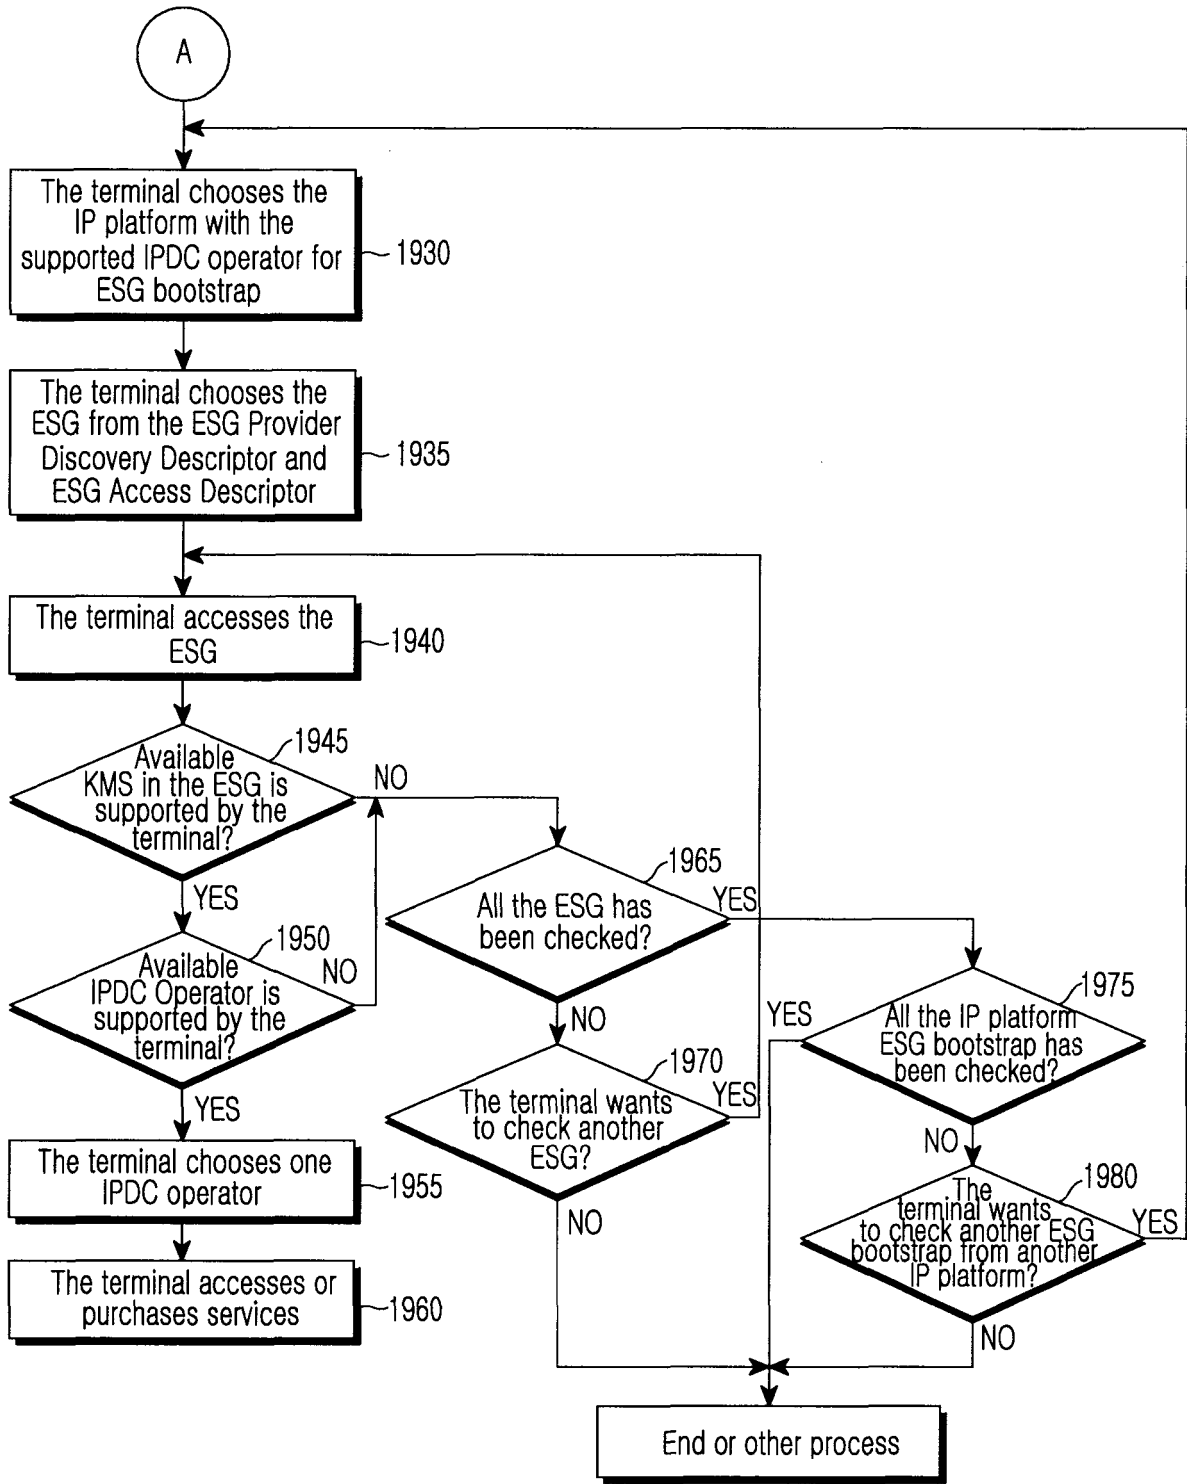 A
The terminal chooses the
IP platform with the
supported IPDC operator for
ESG bootstrap
1930
The terminal chooses the
ESG from the ESG Provider
Discovery Descriptor and
ESG Access Descriptor
1935
The terminal accesses the
ESG
1940
Available
KMS in the ESG is
supported by the
terminal?
1945
NO
YES
Available
IPDC Operator is
supported by the
terminal?
1950
NO
YES
The terminal chooses one
IPDC operator
1955
The terminal accesses or
purchases services
1960
All the ESG has
been checked?
1965
YES
NO
The terminal wants
to check another
ESG?
1970
YES
NO
All the IP platform
ESG bootstrap has
been checked?
1975
YES
NO
The
terminal wants
to check another ESG
bootstrap from another
IP platform?
1980
YES
NO
End or other process